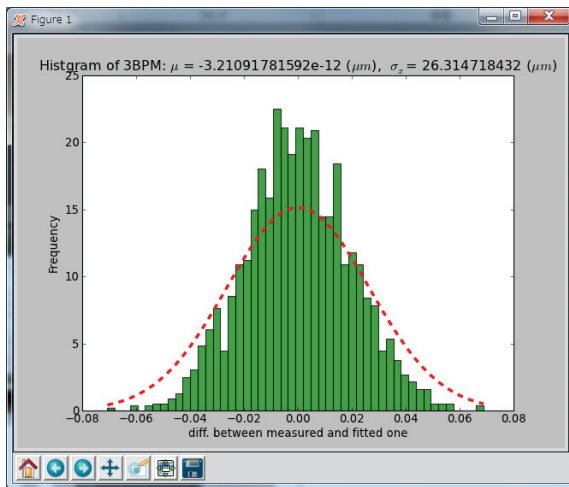 Figure 1
Histgram of 3BPM: μ = -3.21091781592e-12 (μm), σx = 26.314718432 (μm)
25
20
15
10
5
0
Frequency
−0.08 −0.06 −0.04 −0.02 0.00 0.02 0.04 0.06 0.08
diff. between measured and fitted one